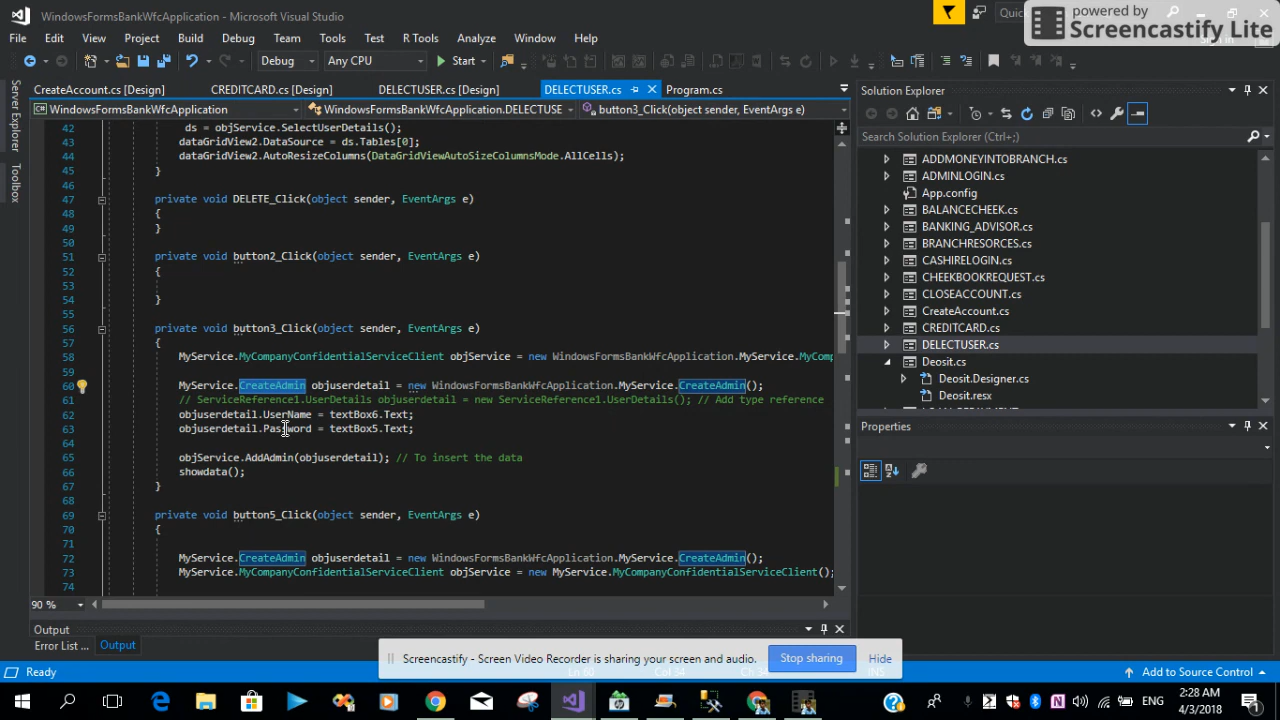 WindowsFormsBankWfcApplication - Microsoft Visual Studio
powered by
Screencastify Lite
File Edit View Project Build Debug Team Tools Test R Tools Analyze Window Help
Debug Any CPU Start
CreateAccount.cs [Design] CREDITCARD.cs [Design] DELECTUSER.cs [Design] DELECTUSER.cs Program.cs
WindowsFormsBankWfcApplication WindowsFormsBankWfcApplication.DELECTUSE button3_Click(object sender, EventArgs e)
Server Explorer
Toolbox
42 ds = objService.SelectUserDetails();
43 dataGridView2.DataSource = ds.Tables[0];
44 dataGridView2.AutoResizeColumns(DataGridViewAutoSizeColumnsMode.AllCells);
45 }
46
47 private void DELETE_Click(object sender, EventArgs e)
48 {
49 }
50
51 private void button2_Click(object sender, EventArgs e)
52 {
53
54 }
55
56 private void button3_Click(object sender, EventArgs e)
57 {
58 MyService.MyCompanyConfidentialServiceClient objService = new WindowsFormsBankWfcApplication.MyService.MyComp
59
60 MyService.CreateAdmin objuserdetail = new WindowsFormsBankWfcApplication.MyService.CreateAdmin();
61 // ServiceReference1.UserDetails objuserdetail = new ServiceReference1.UserDetails(); // Add type reference
62 objuserdetail.UserName = textBox6.Text;
63 objuserdetail.Password = textBox5.Text;
64
65 objService.AddAdmin(objuserdetail); // To insert the data
66 showdata();
67 }
68
69 private void button5_Click(object sender, EventArgs e)
70 {
71
72 MyService.CreateAdmin objuserdetail = new WindowsFormsBankWfcApplication.MyService.CreateAdmin();
73 MyService.MyCompanyConfidentialServiceClient objService = new MyService.MyCompanyConfidentialServiceClient();
74
90 %
Solution Explorer
Search Solution Explorer (Ctrl+;)
ADDMONEYINTOBRANCH.cs
ADMINLOGIN.cs
App.config
BALANCECHEEK.cs
BANKING_ADVISOR.cs
BRANCHRESORCES.cs
CASHIRELOGIN.cs
CHEEKBOOKREQUEST.cs
CLOSEACCOUNT.cs
CreateAccount.cs
CREDITCARD.cs
DELECTUSER.cs
Deosit.cs
Deosit.Designer.cs
Deosit.resx
Properties
Output
Error List ... Output
Screencastify - Screen Video Recorder is sharing your screen and audio. Stop sharing Hide
Ready Add to Source Control
ENG
2:28 AM
4/3/2018